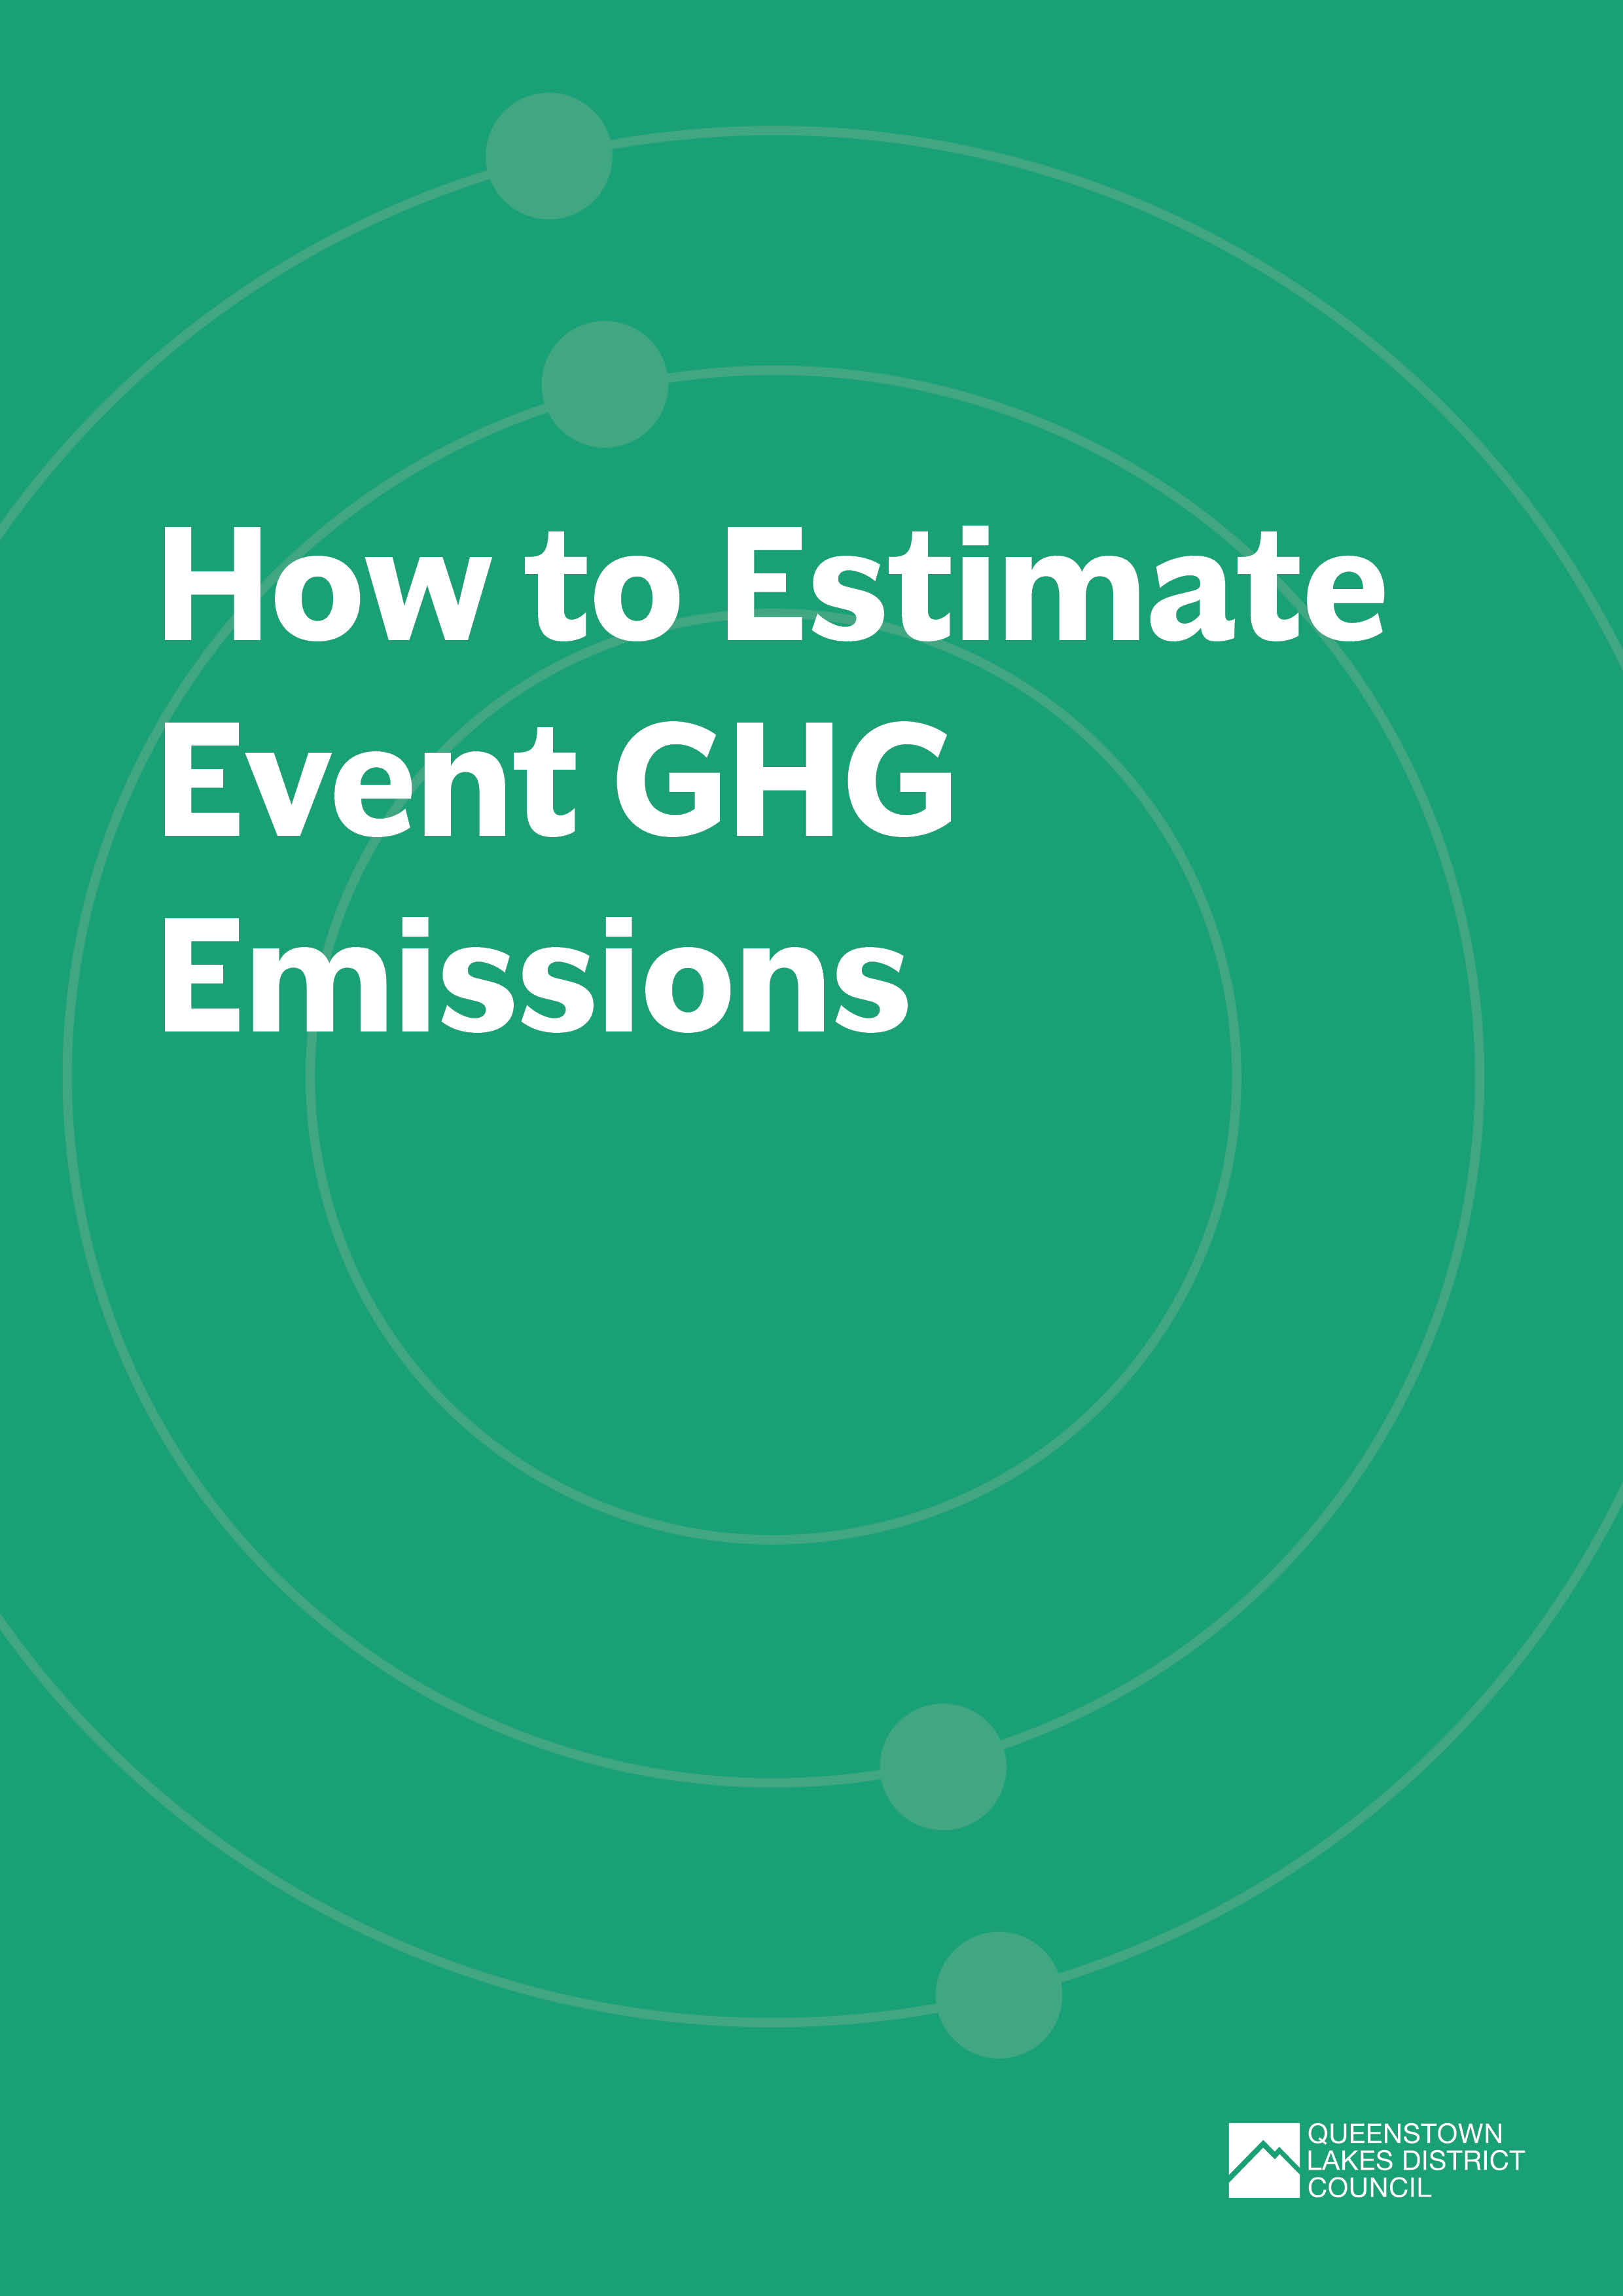 How to Estimate
Event GHG
Emissions
QUEENSTOWN
LAKES DISTRICT
COUNCIL